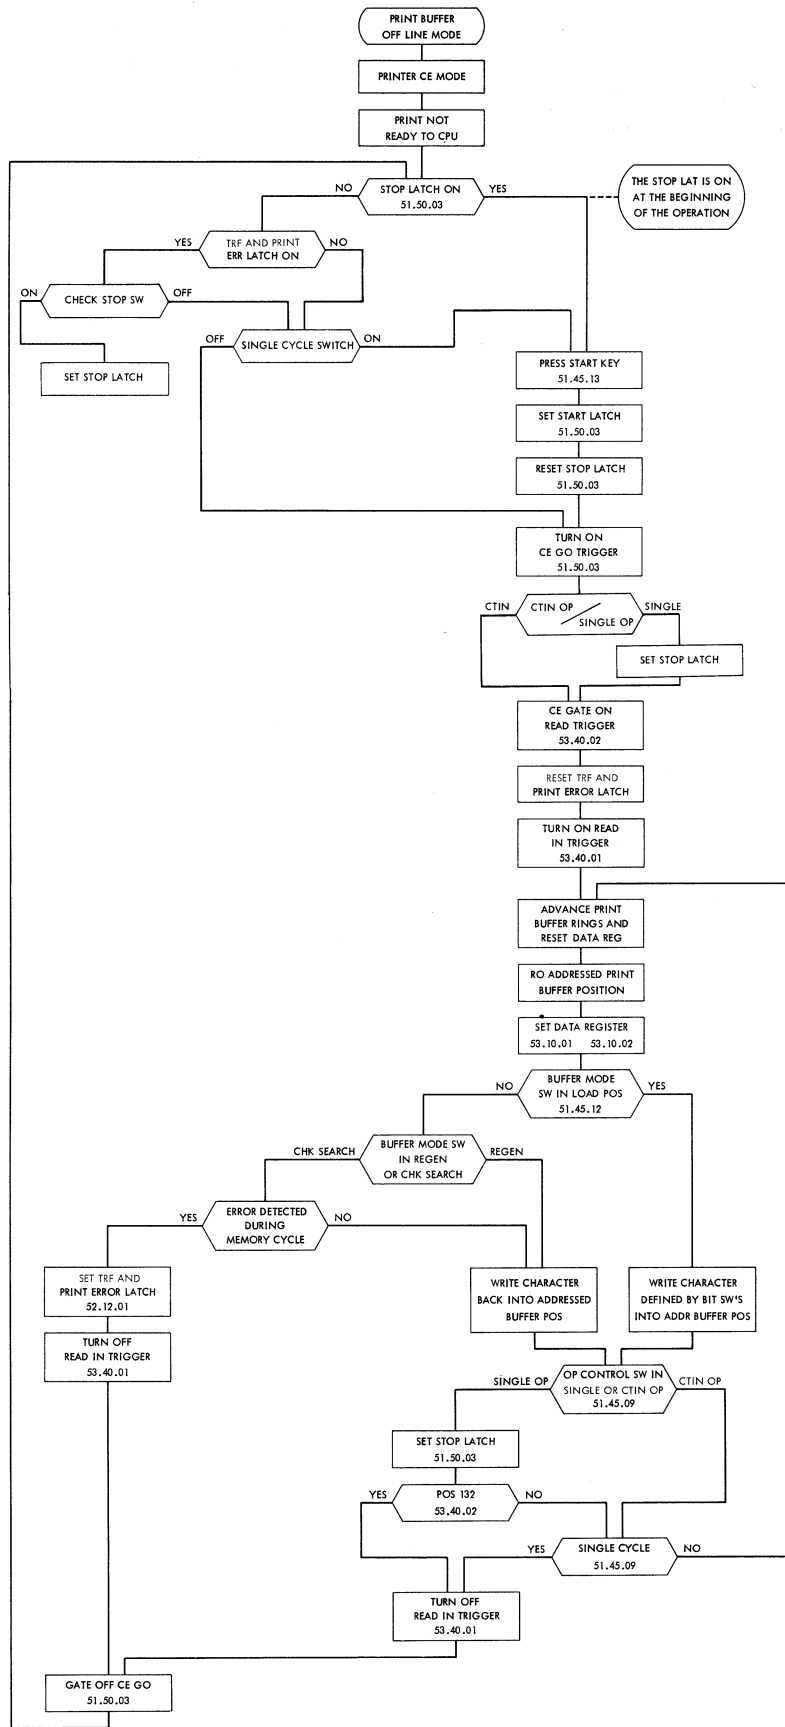 PRINT BUFFER
OFF LINE MODE
PRINTER CE MODE
PRINT NOT
READY TO CPU
NO
STOP LATCH ON
51.50.03
YES
THE STOP LAT IS ON
AT THE BEGINNING
OF THE OPERATION
YES
TRF AND PRINT
ERR LATCH ON
NO
ON
CHECK STOP SW
OFF
OFF
SINGLE CYCLE SWITCH
ON
SET STOP LATCH
PRESS START KEY
51.45.13
SET START LATCH
51.50.03
RESET STOP LATCH
51.50.03
TURN ON
CE GO TRIGGER
51.50.03
CTIN
CTIN OP
SINGLE OP
SINGLE
SET STOP LATCH
CE GATE ON
READ TRIGGER
53.40.02
RESET TRF AND
PRINT ERROR LATCH
TURN ON READ
IN TRIGGER
53.40.01
ADVANCE PRINT
BUFFER RINGS AND
RESET DATA REG
RO ADDRESSED PRINT
BUFFER POSITION
SET DATA REGISTER
53.10.01 53.10.02
NO
BUFFER MODE
SW IN LOAD POS
51.45.12
YES
CHK SEARCH
BUFFER MODE SW
IN REGEN
OR CHK SEARCH
REGEN
YES
ERROR DETECTED
DURING
MEMORY CYCLE
NO
SET TRF AND
PRINT ERROR LATCH
52.12.01
WRITE CHARACTER
BACK INTO ADDRESSED
BUFFER POS
WRITE CHARACTER
DEFINED BY BIT SW'S
INTO ADDR BUFFER POS
TURN OFF
READ IN TRIGGER
53.40.01
SINGLE OP
OP CONTROL SW IN
SINGLE OR CTIN OP
51.45.09
CTIN OP
SET STOP LATCH
51.50.03
YES
POS 132
53.40.02
NO
YES
SINGLE CYCLE
51.45.09
NO
TURN OFF
READ IN TRIGGER
53.40.01
GATE OFF CE GO
51.50.03